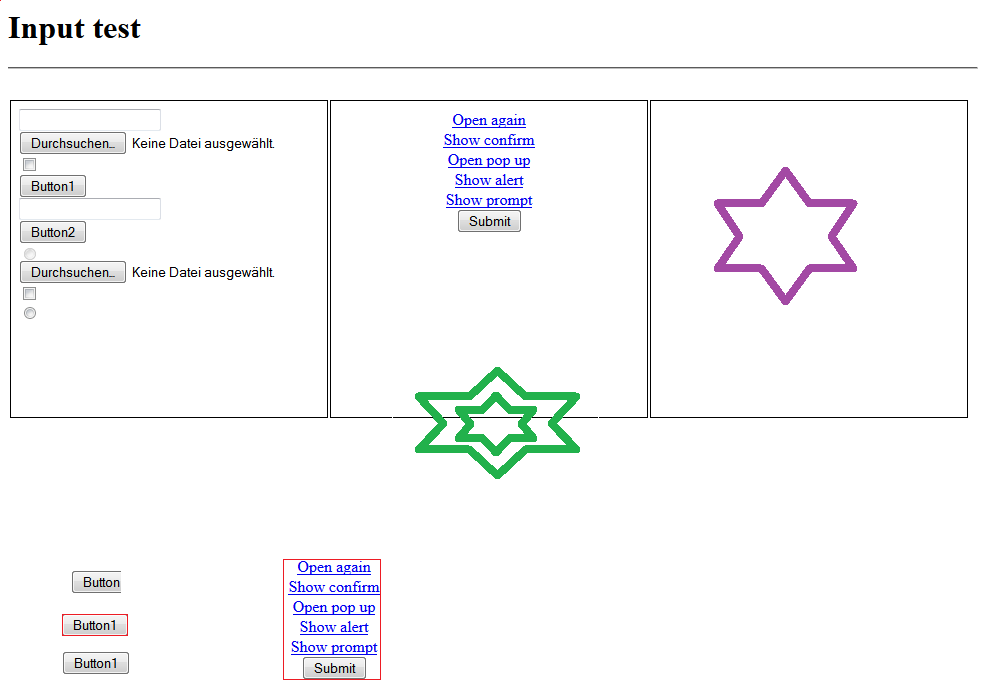 Input test
Durchsuchen... Keine Datei ausgewählt.
Button1
Button2
Durchsuchen... Keine Datei ausgewählt.
Open again
Show confirm
Open pop up
Show alert
Show prompt
Submit
Button
Button1
Button1
Open again
Show confirm
Open pop up
Show alert
Show prompt
Submit